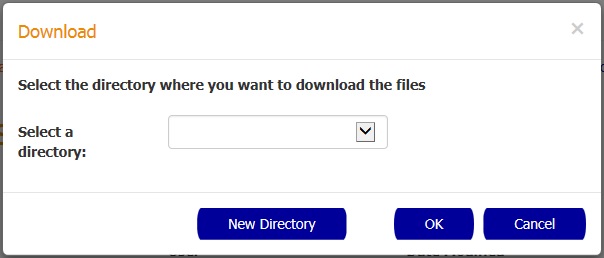 Download
×
Select the directory where you want to download the files
Select a
directory:
New Directory
OK
Cancel